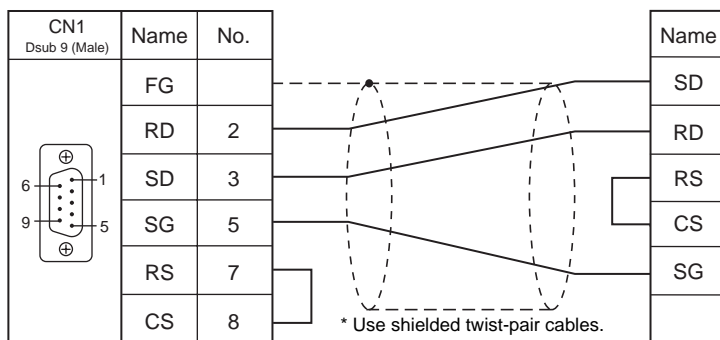 CN1
Dsub 9 (Male)
Name No.
Name
FG
SD
RD 2
RD
SD 3
RS
6 1
9 5
SG 5
CS
RS 7
SG
CS 8
* Use shielded twist-pair cables.